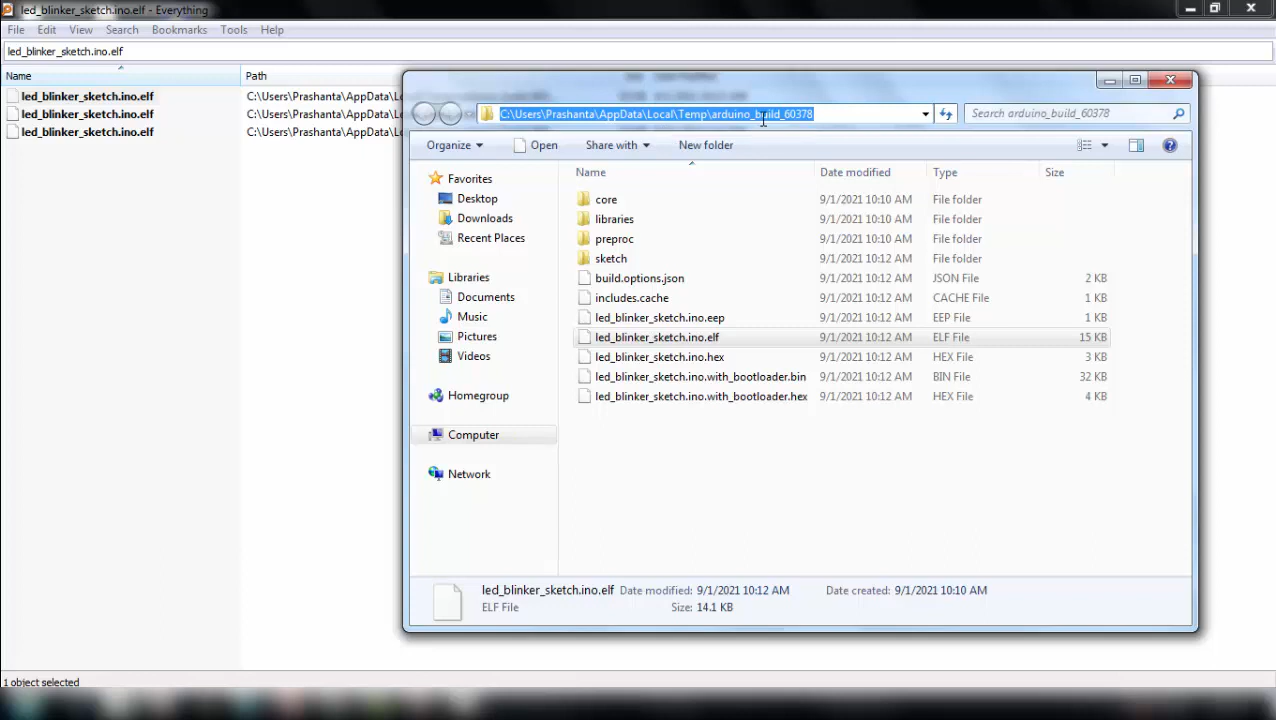 led_blinker_sketch.ino.elf - Everything
File Edit View Search Bookmarks Tools Help
led_blinker_sketch.ino.elf
Name Path
led_blinker_sketch.ino.elf C:\Users\Prashanta\AppData\Lo
led_blinker_sketch.ino.elf C:\Users\Prashanta\AppData\Lo
led_blinker_sketch.ino.elf C:\Users\Prashanta\AppData\Lo
C:\Users\Prashanta\AppData\Local\Temp\arduino_build_60378
Search arduino_build_60378
Organize Open Share with New folder
Favorites
Desktop
Downloads
Recent Places
Libraries
Documents
Music
Pictures
Videos
Homegroup
Computer
Network
Name Date modified Type Size
core 9/1/2021 10:10 AM File folder
libraries 9/1/2021 10:10 AM File folder
preproc 9/1/2021 10:10 AM File folder
sketch 9/1/2021 10:12 AM File folder
build.options.json 9/1/2021 10:12 AM JSON File 2 KB
includes.cache 9/1/2021 10:12 AM CACHE File 1 KB
led_blinker_sketch.ino.eep 9/1/2021 10:12 AM EEP File 1 KB
led_blinker_sketch.ino.elf 9/1/2021 10:12 AM ELF File 15 KB
led_blinker_sketch.ino.hex 9/1/2021 10:12 AM HEX File 3 KB
led_blinker_sketch.ino.with_bootloader.bin 9/1/2021 10:12 AM BIN File 32 KB
led_blinker_sketch.ino.with_bootloader.hex 9/1/2021 10:12 AM HEX File 4 KB
led_blinker_sketch.ino.elf Date modified: 9/1/2021 10:12 AM Date created: 9/1/2021 10:10 AM
ELF File Size: 14.1 KB
1 object selected